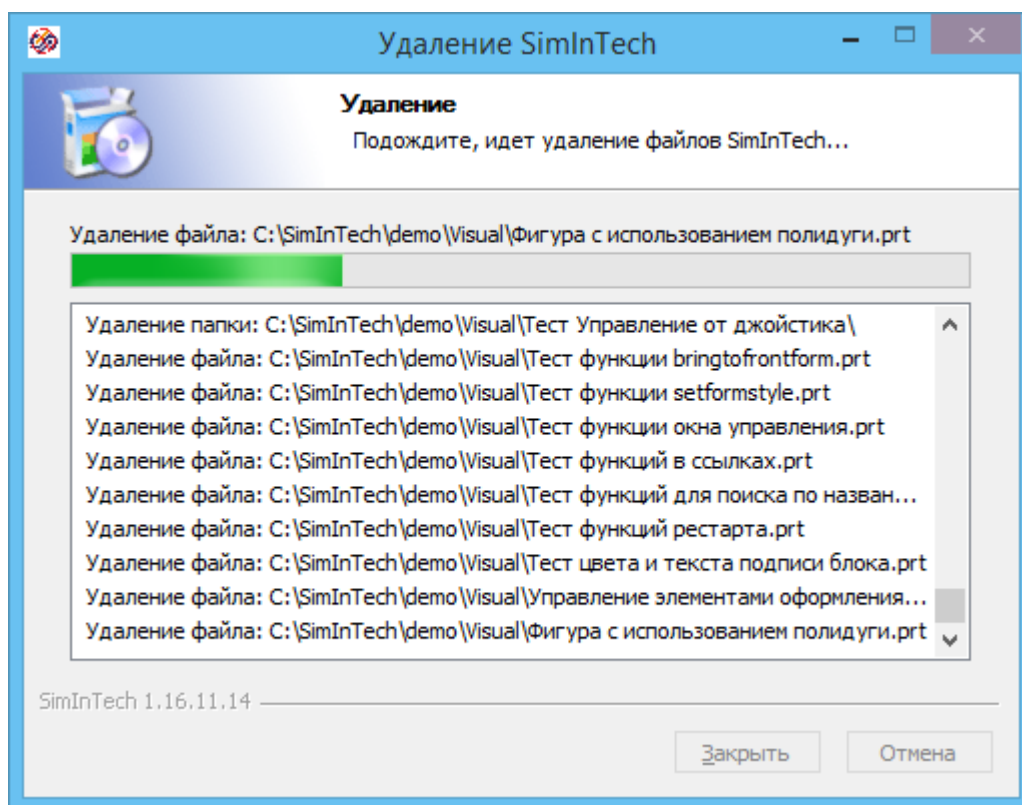 Удаление SimInTech
Удаление
Подождите, идет удаление файлов SimInTech...
Удаление файла: C:\SimInTech\demo\Visual\Фигура с использованием полидуги.prt
Удаление папки: C:\SimInTech\demo\Visual\Тест Управление от джойстика\
Удаление файла: C:\SimInTech\demo\Visual\Тест функции bringtofrontform.prt
Удаление файла: C:\SimInTech\demo\Visual\Тест функции setformstyle.prt
Удаление файла: C:\SimInTech\demo\Visual\Тест функции окна управления.prt
Удаление файла: C:\SimInTech\demo\Visual\Тест функций в ссылках.prt
Удаление файла: C:\SimInTech\demo\Visual\Тест функций для поиска по назван...
Удаление файла: C:\SimInTech\demo\Visual\Тест функций рестарта.prt
Удаление файла: C:\SimInTech\demo\Visual\Тест цвета и текста подписи блока.prt
Удаление файла: C:\SimInTech\demo\Visual\Управление элементами оформления...
Удаление файла: C:\SimInTech\demo\Visual\Фигура с использованием полидуги.prt
SimInTech 1.16.11.14
Закрыть
Отмена